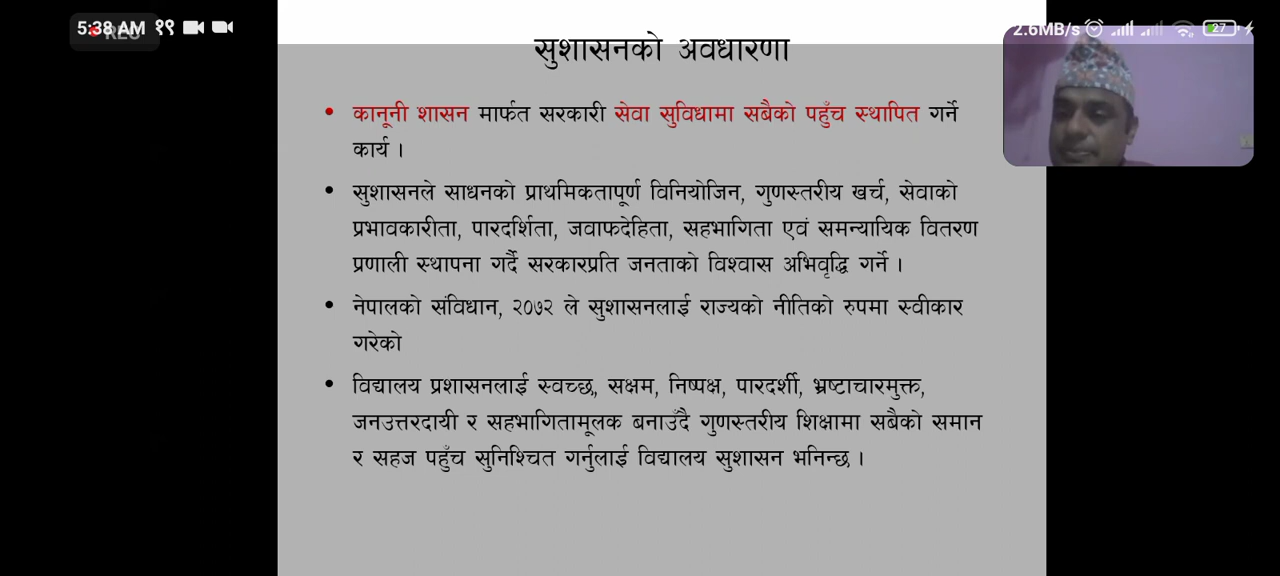 5:38 AM ११
REC
2.6MB/s 27
सुशासनको अवधारणा
• कानूनी शासन मार्फत सरकारी सेवा सुविधामा सबैको पहुँच स्थापित गर्ने
कार्य ।
• सुशासनले साधनको प्राथमिकतापूर्ण विनियोजिन, गुणस्तरीय खर्च, सेवाको
प्रभावकारीता, पारदर्शिता, जवाफदेहिता, सहभागिता एवं समन्यायिक वितरण
प्रणाली स्थापना गर्दै सरकारप्रति जनताको विश्वास अभिवृद्धि गर्ने ।
• नेपालको संविधान, २०७२ ले सुशासनलाई राज्यको नीतिको रुपमा स्वीकार
गरेको
• विद्यालय प्रशासनलाई स्वच्छ, सक्षम, निष्पक्ष, पारदर्शी, भ्रष्टाचारमुक्त,
जनउत्तरदायी र सहभागितामूलक बनाउँदै गुणस्तरीय शिक्षामा सबैको समान
र सहज पहुँच सुनिश्चित गर्नुलाई विद्यालय सुशासन भनिन्छ ।